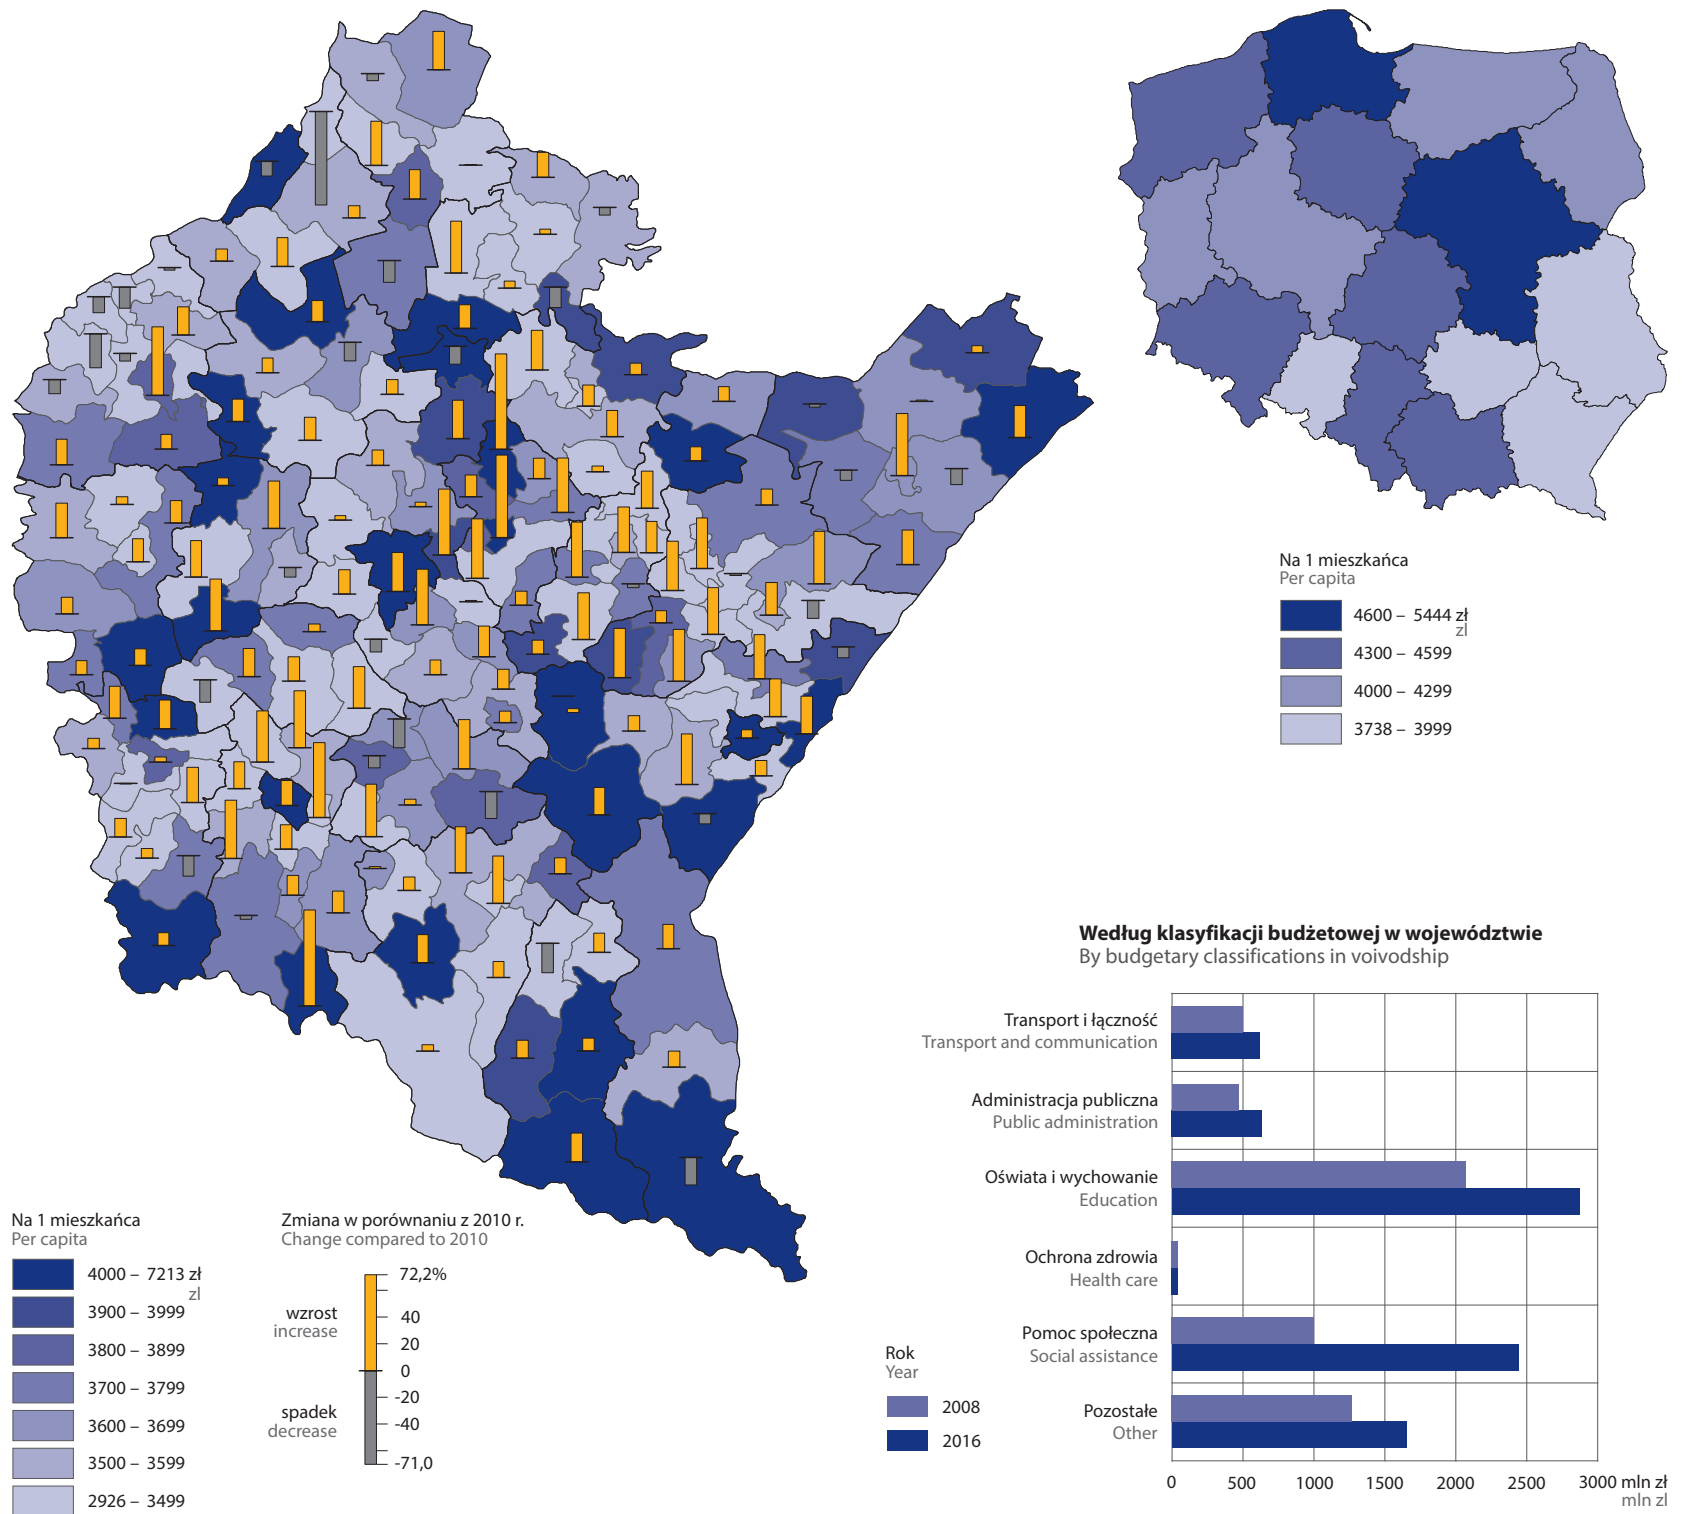 Na 1 mieszkańca
Per capita
4600 – 5444 zł
zl
4300 – 4599
4000 – 4299
3738 – 3999
Według klasyfikacji budżetowej w województwie
By budgetary classifications in voivodship
Transport i łączność
Transport and communication
Administracja publiczna
Public administration
Oświata i wychowanie
Education
Ochrona zdrowia
Health care
Pomoc społeczna
Social assistance
Pozostałe
Other
0 500 1000 1500 2000 2500 3000 mln zł
mln zl
Rok
Year
2008
2016
Na 1 mieszkańca
Per capita
4000 – 7213 zł
zl
3900 – 3999
3800 – 3899
3700 – 3799
3600 – 3699
3500 – 3599
2926 – 3499
Zmiana w porównaniu z 2010 r.
Change compared to 2010
wzrost
increase
spadek
decrease
72,2%
40
20
0
-20
-40
-71,0